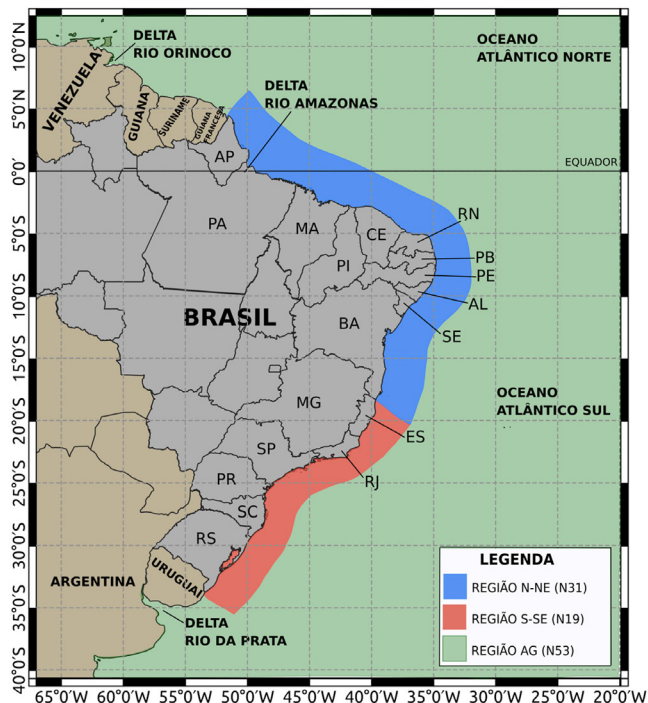 DELTA
RIO ORINOCO
OCEANO
ATLÂNTICO NORTE
VENEZUELA
GUIANA
SURINAME
GUIANA
FRANCESA
DELTA
RIO AMAZONAS
AP
EQUADOR
PA
MA
CE
RN
PI
PB
PE
AL
SE
BRASIL
BA
OCEANO
ATLÂNTICO SUL
MG
ES
SP
RJ
PR
SC
RS
URUGUAI
ARGENTINA
DELTA
RIO DA PRATA
LEGENDA
REGIÃO N-NE (N31)
REGIÃO S-SE (N19)
REGIÃO AG (N53)
10°0'N
5°0'N
0°0'
5°0'S
10°0'S
15°0'S
20°0'S
25°0'S
30°0'S
35°0'S
40°0'S
65°0'W 60°0'W 55°0'W 50°0'W 45°0'W 40°0'W 35°0'W 30°0'W 25°0'W 20°0'W